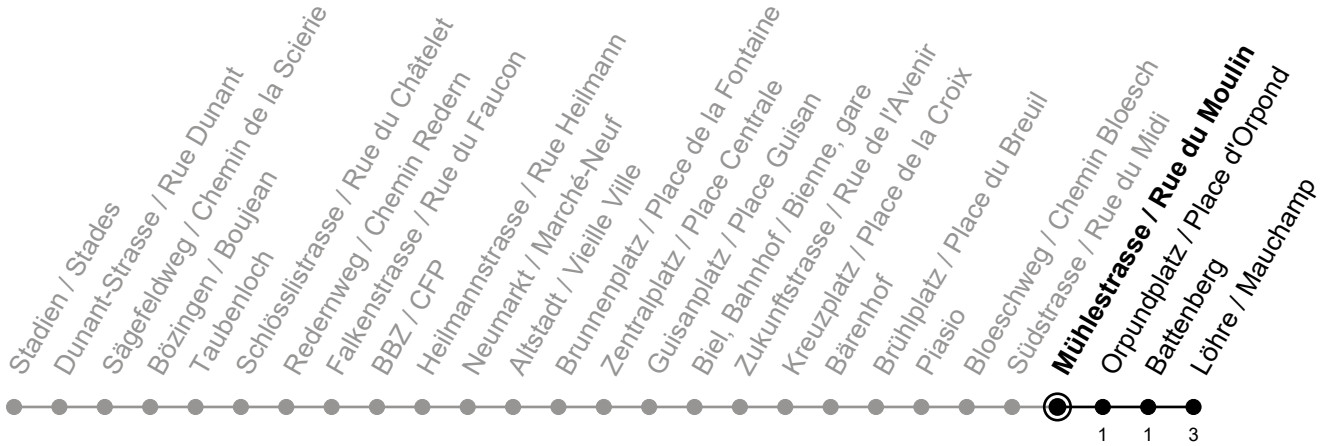 Stadien / Stades
Dunant-Strasse / Rue Dunant
Sägefeldweg / Chemin de la Scierie
Bözingen / Boujean
Taubenloch
Schlösslistrasse / Rue du Châtelet
Redernweg / Chemin Redern
Falkenstrasse / Rue du Faucon
BBZ / CFP
Heilmannstrasse / Rue Heilmann
Neumarkt / Marché-Neuf
Altstadt / Vieille Ville
Brunnenplatz / Place de la Fontaine
Zentralplatz / Place Centrale
Guisanplatz / Place Guisan
Biel, Bahnhof / Bienne, gare
Zukunftstrasse / Rue de l'Avenir
Kreuzplatz / Place de la Croix
Bärenhof
Brühlplatz / Place du Breuil
Piasio
Bloeschweg / Chemin Bloesch
Südstrasse / Rue du Midi
Mühlestrasse / Rue du Moulin
Orpundplatz / Place d'Orpond
Battenberg
Löhre / Mauchamp
1 1 3